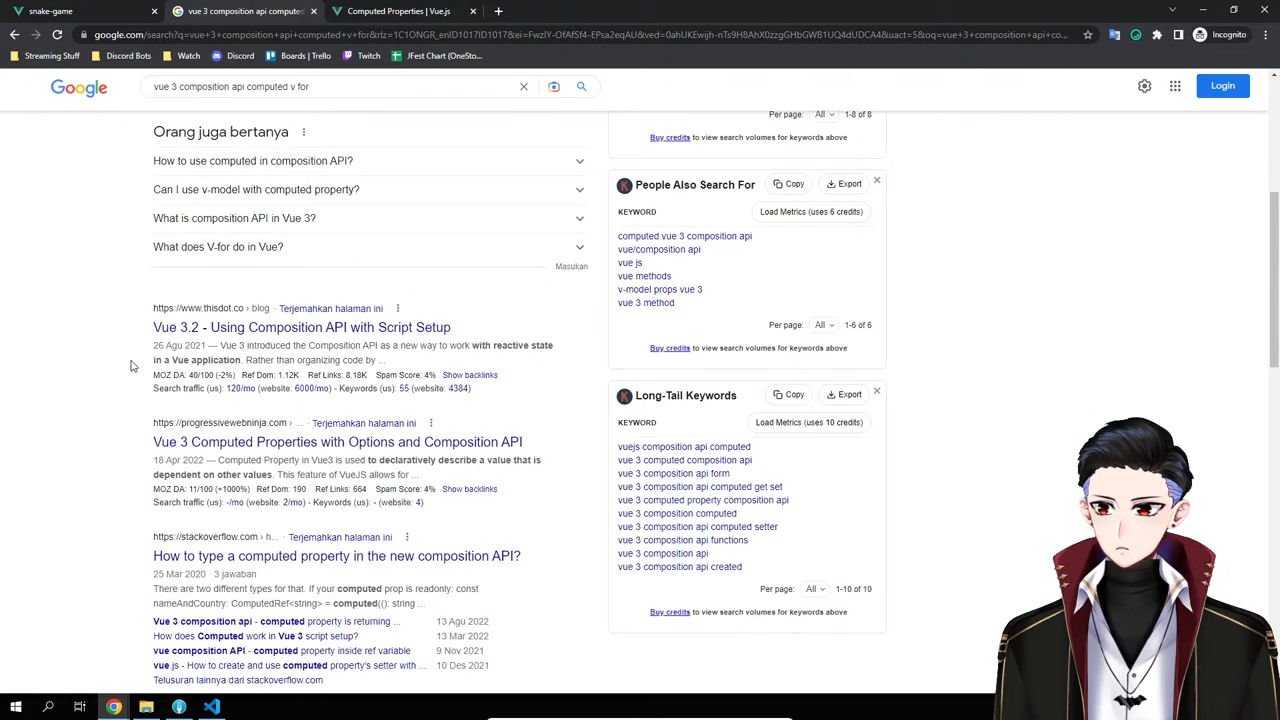 snake-game
vue 3 composition api computed
Computed Properties | Vue.js
google.com/search?q=vue+3+composition+api+computed+v+for&rlz=1C1ONGR_enID1017ID1017&ei=FwzIY-OfAfSf4-EPsa2eqAU&ved=0ahUKEwijh-nTs9H8AhX0zzgGHbGWB1UQ4dUDCA4&uact=5&oq=vue+3+composition+api+co...
Incognito
Streaming Stuff
Discord Bots
Watch
Discord
Boards | Trello
Twitch
JFest Chart (OneSto...
Google
vue 3 composition api computed v for
Login
Orang juga bertanya
How to use computed in composition API?
Can I use v-model with computed property?
What is composition API in Vue 3?
What does V-for do in Vue?
Masukan
https://www.thisdot.co › blog · Terjemahkan halaman ini
Vue 3.2 - Using Composition API with Script Setup
26 Agu 2021 — Vue 3 introduced the Composition API as a new way to work with reactive state
in a Vue application. Rather than organizing code by ...
MOZ DA: 40/100 (-2%) Ref Dom: 1.12K Ref Links: 8.18K Spam Score: 4% Show backlinks
Search traffic (us): 120/mo (website: 6000/mo) - Keywords (us): 55 (website: 4384)
https://progressivewebninja.com › ... · Terjemahkan halaman ini
Vue 3 Computed Properties with Options and Composition API
18 Apr 2022 — Computed Property in Vue3 is used to declaratively describe a value that is
dependent on other values. This feature of VueJS allows for ...
MOZ DA: 11/100 (+1000%) Ref Dom: 190 Ref Links: 664 Spam Score: 4% Show backlinks
Search traffic (us): -/mo (website: 2/mo) - Keywords (us): - (website: 4)
https://stackoverflow.com › h... · Terjemahkan halaman ini
How to type a computed property in the new composition API?
25 Mar 2020 · 3 jawaban
There are two different types for that. If your computed prop is readonly: const
nameAndCountry: ComputedRef<string> = computed((): string ...
Vue 3 composition api - computed property is returning ... 13 Agu 2022
How does Computed work in Vue 3 script setup? 13 Mar 2022
vue composition API - computed property inside ref variable 9 Nov 2021
vue.js - How to create and use computed property's setter with ... 10 Des 2021
Telusuran lainnya dari stackoverflow.com
Per page: All 1-8 of 8
Buy credits to view search volumes for keywords above
K People Also Search For Copy Export
KEYWORD Load Metrics (uses 6 credits)
computed vue 3 composition api
vue/composition api
vue js
vue methods
v-model props vue 3
vue 3 method
Per page: All 1-6 of 6
Buy credits to view search volumes for keywords above
K Long-Tail Keywords Copy Export
KEYWORD Load Metrics (uses 10 credits)
vuejs composition api computed
vue 3 computed composition api
vue 3 composition api form
vue 3 composition api computed get set
vue 3 computed property composition api
vue 3 composition computed
vue 3 composition api computed setter
vue 3 composition api functions
vue 3 composition api
vue 3 composition api created
Per page: All 1-10 of 10
Buy credits to view search volumes for keywords above